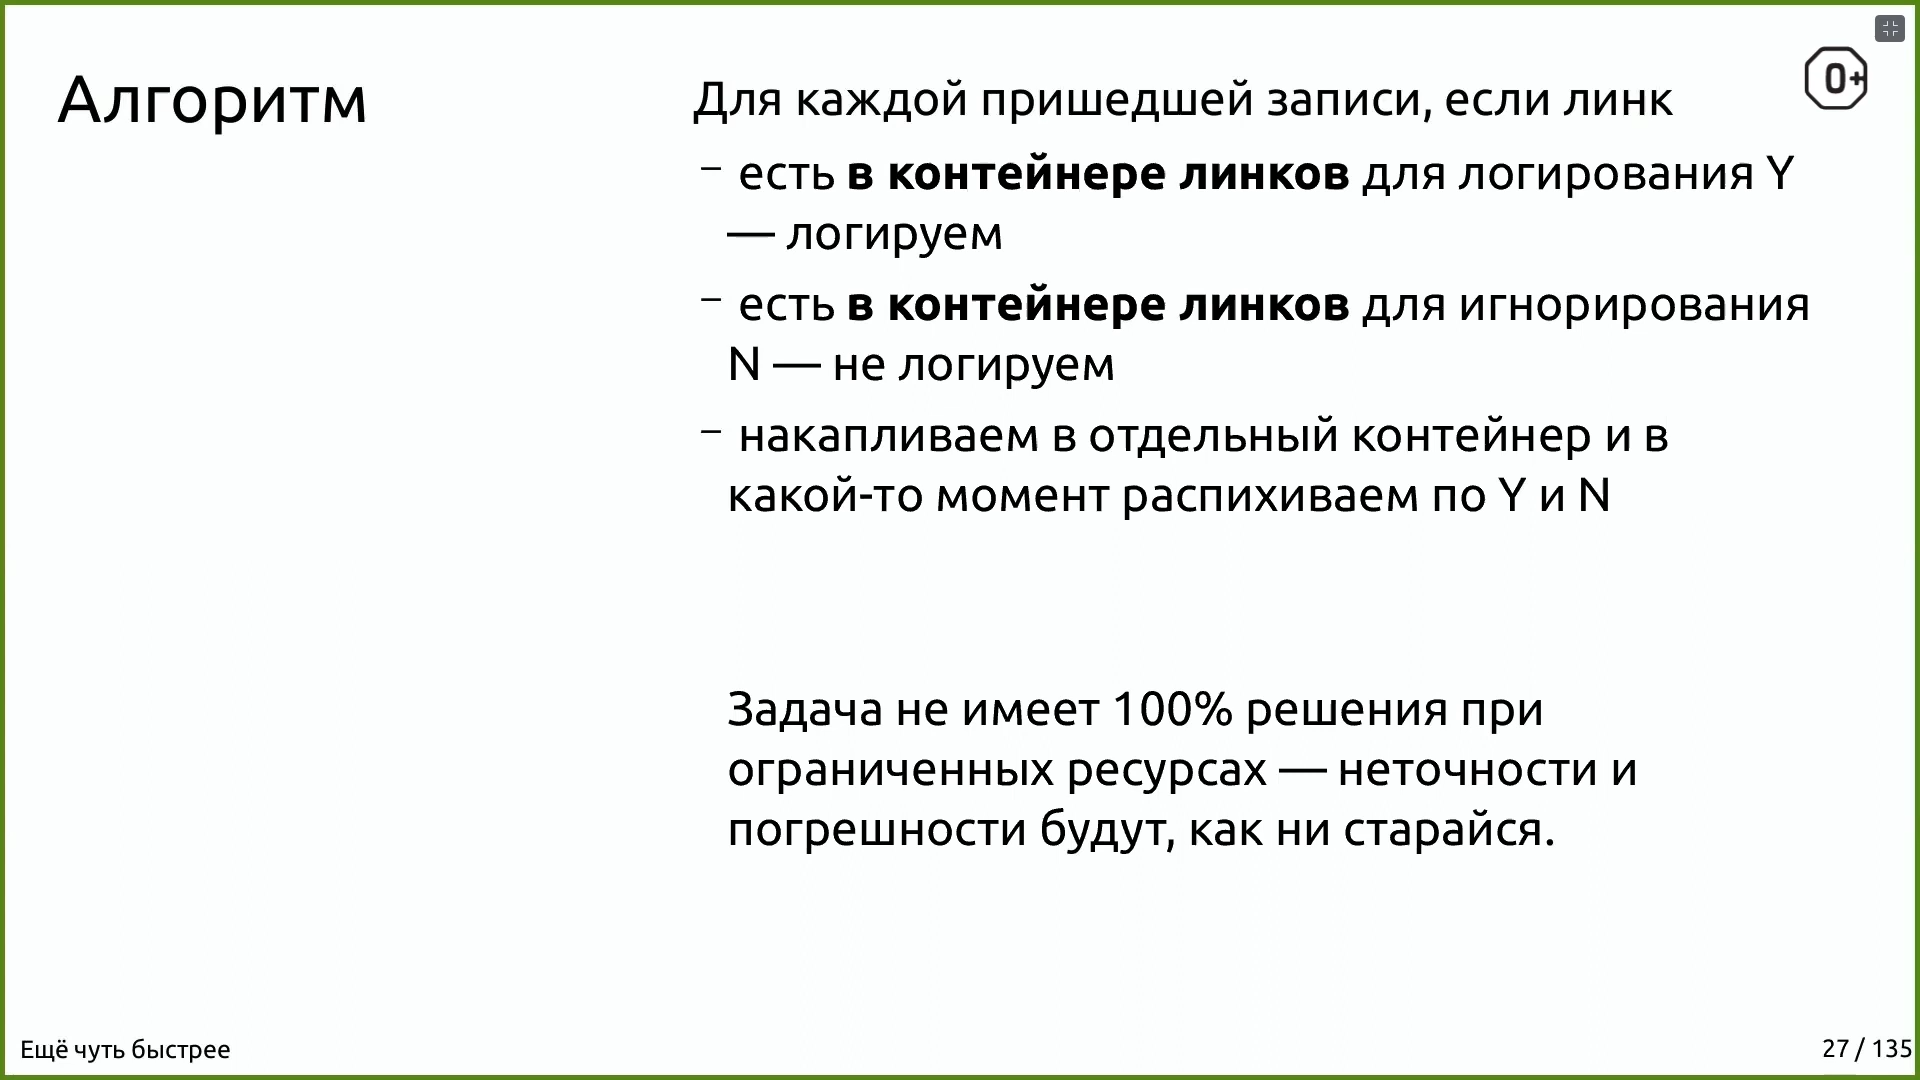 0+
Алгоритм
Для каждой пришедшей записи, если линк
– есть в контейнере линков для логирования Y
— логируем
– есть в контейнере линков для игнорирования
N — не логируем
– накапливаем в отдельный контейнер и в
какой-то момент распихиваем по Y и N
Задача не имеет 100% решения при
ограниченных ресурсах — неточности и
погрешности будут, как ни старайся.
Ещё чуть быстрее
27 / 135